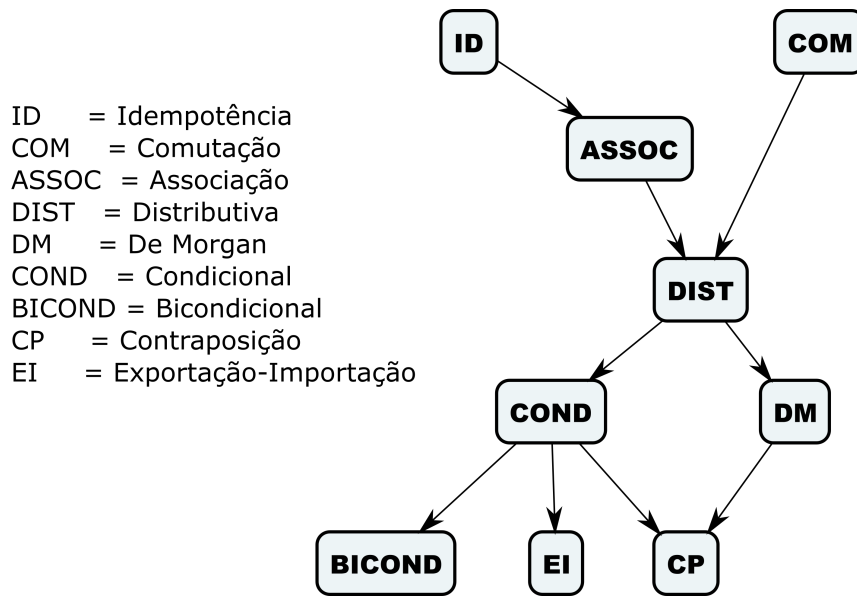 ID = Idempotência
COM = Comutação
ASSOC = Associação
DIST = Distributiva
DM = De Morgan
COND = Condicional
BICOND = Bicondicional
CP = Contraposição
EI = Exportação-Importação
ID
COM
ASSOC
DIST
COND
DM
BICOND
EI
CP